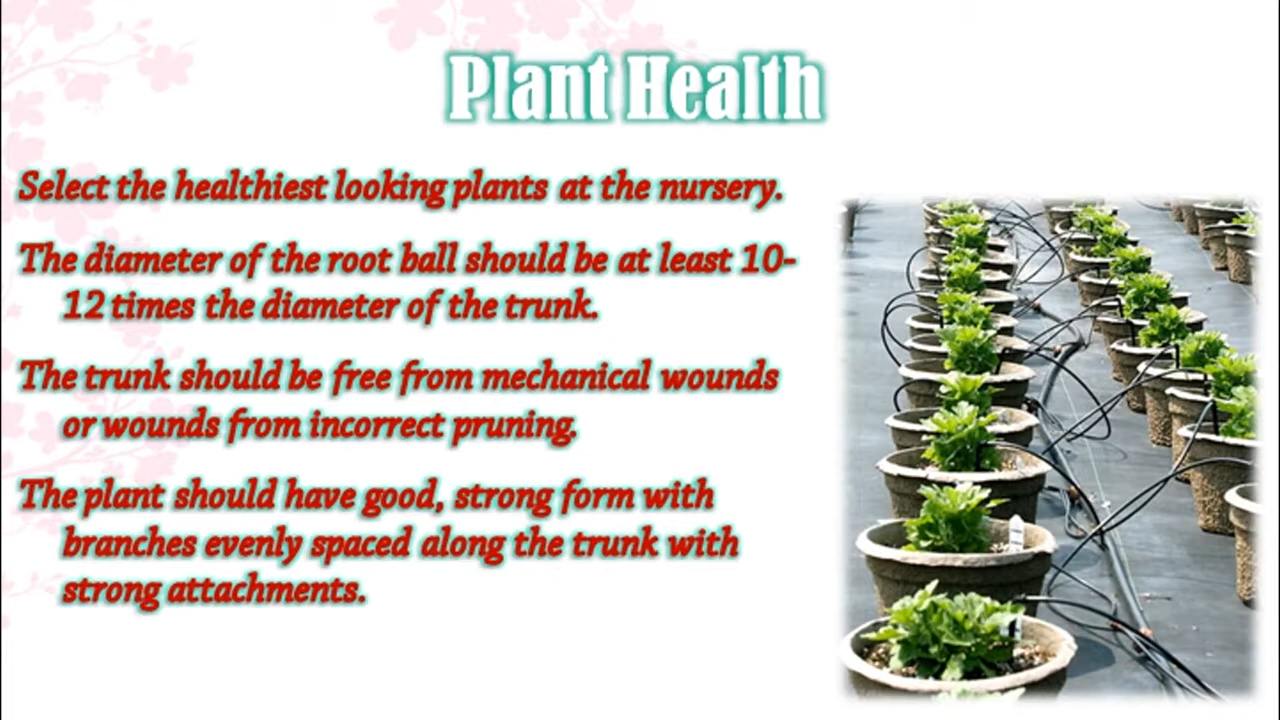 Plant Health
Select the healthiest looking plants at the nursery.
The diameter of the root ball should be at least 10-
12 times the diameter of the trunk.
The trunk should be free from mechanical wounds
or wounds from incorrect pruning.
The plant should have good, strong form with
branches evenly spaced along the trunk with
strong attachments.